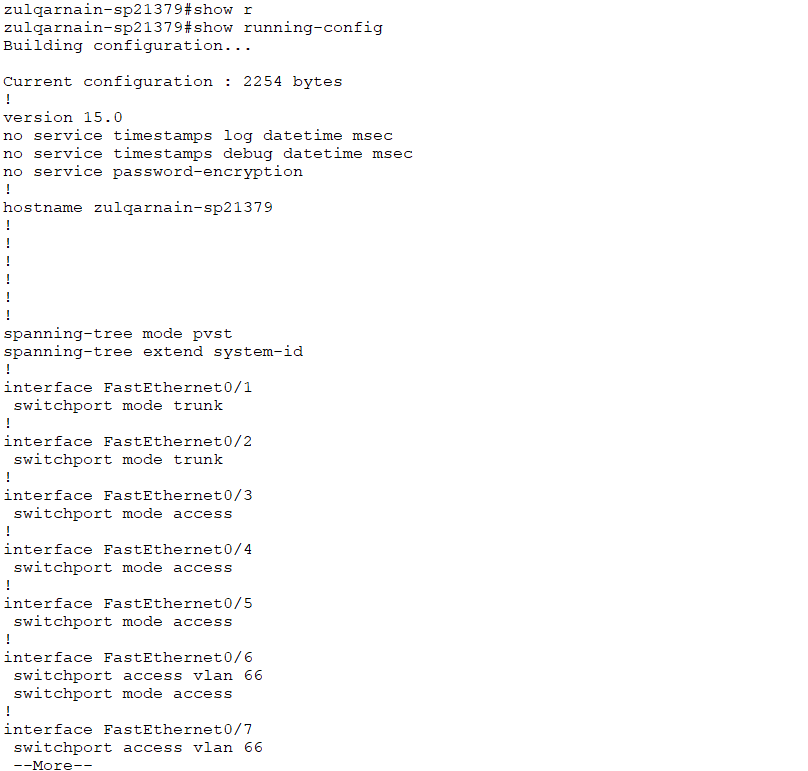 zulqarnain-sp21379#show r
zulqarnain-sp21379#show running-config
Building configuration...

Current configuration : 2254 bytes
!
version 15.0
no service timestamps log datetime msec
no service timestamps debug datetime msec
no service password-encryption
!
hostname zulqarnain-sp21379
!
!
!
!
!
!
spanning-tree mode pvst
spanning-tree extend system-id
!
interface FastEthernet0/1
 switchport mode trunk
!
interface FastEthernet0/2
 switchport mode trunk
!
interface FastEthernet0/3
 switchport mode access
!
interface FastEthernet0/4
 switchport mode access
!
interface FastEthernet0/5
 switchport mode access
!
interface FastEthernet0/6
 switchport access vlan 66
 switchport mode access
!
interface FastEthernet0/7
 switchport access vlan 66
 --More--